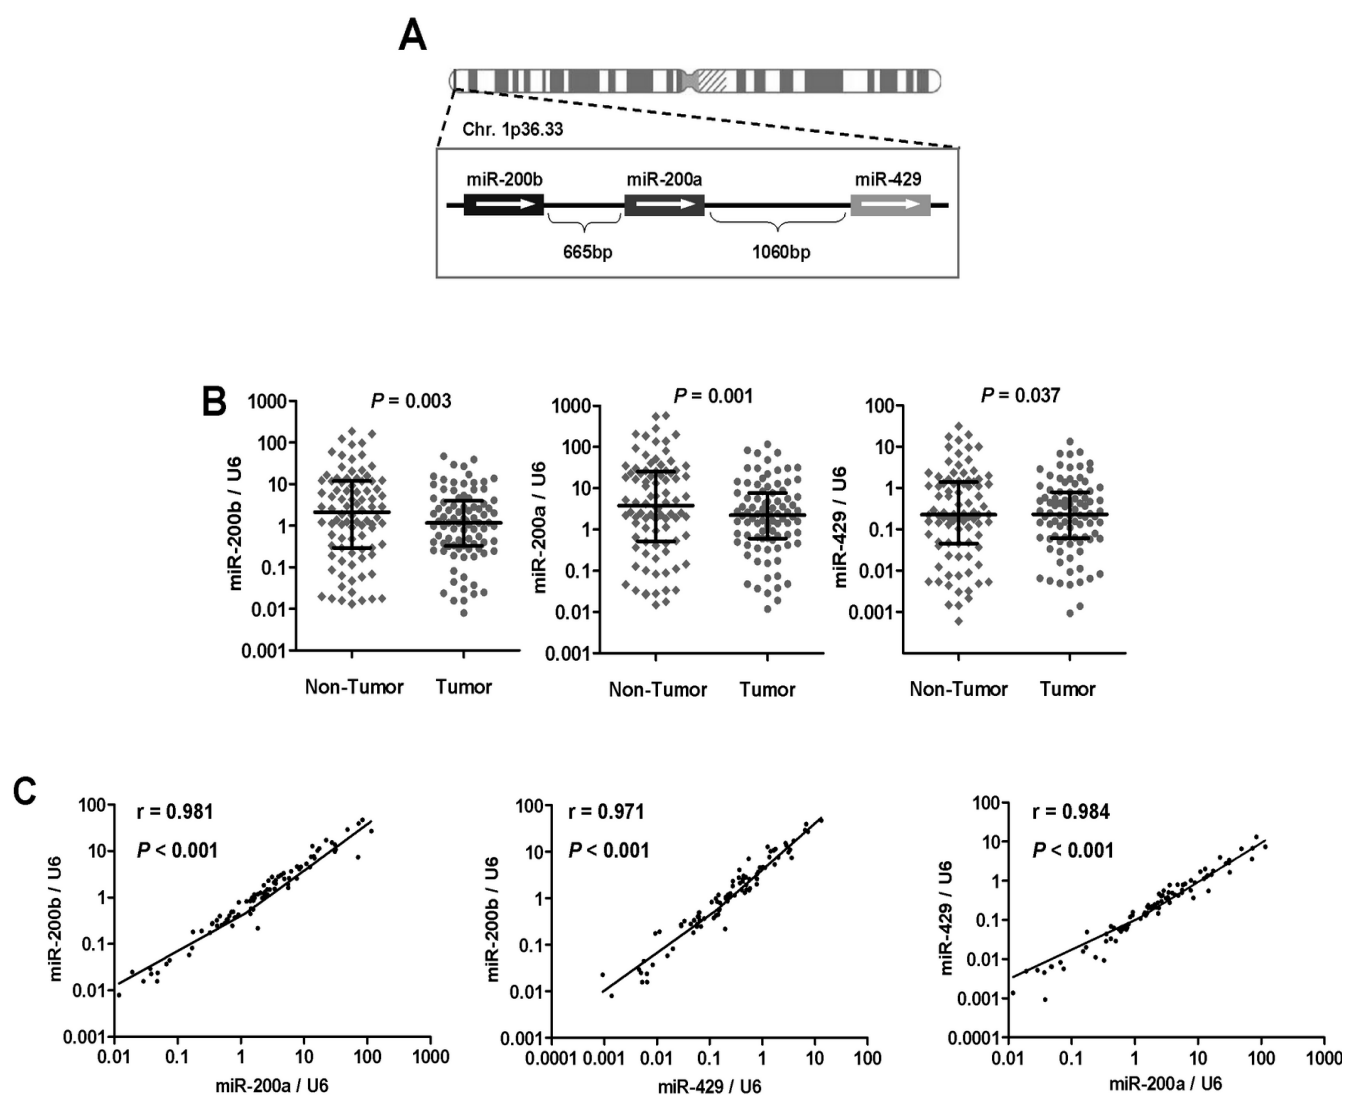 A
Chr. 1p36.33
miR-200b miR-200a miR-429
665bp 1060bp
B
P = 0.003
miR-200b / U6
1000
100
10
1
0.1
0.01
0.001
Non-Tumor Tumor
P = 0.001
miR-200a / U6
1000
100
10
1
0.1
0.01
0.001
Non-Tumor Tumor
P = 0.037
miR-429 / U6
100
10
1
0.1
0.01
0.001
Non-Tumor Tumor
C
r = 0.981
P < 0.001
miR-200b / U6
100
10
1
0.1
0.01
0.001
0.01 0.1 1 10 100 1000
miR-200a / U6
r = 0.971
P < 0.001
miR-200b / U6
100
10
1
0.1
0.01
0.001
0.0001 0.001 0.01 0.1 1 10 100
miR-429 / U6
r = 0.984
P < 0.001
miR-429 / U6
100
10
1
0.1
0.01
0.001
0.0001
0.01 0.1 1 10 100 1000
miR-200a / U6